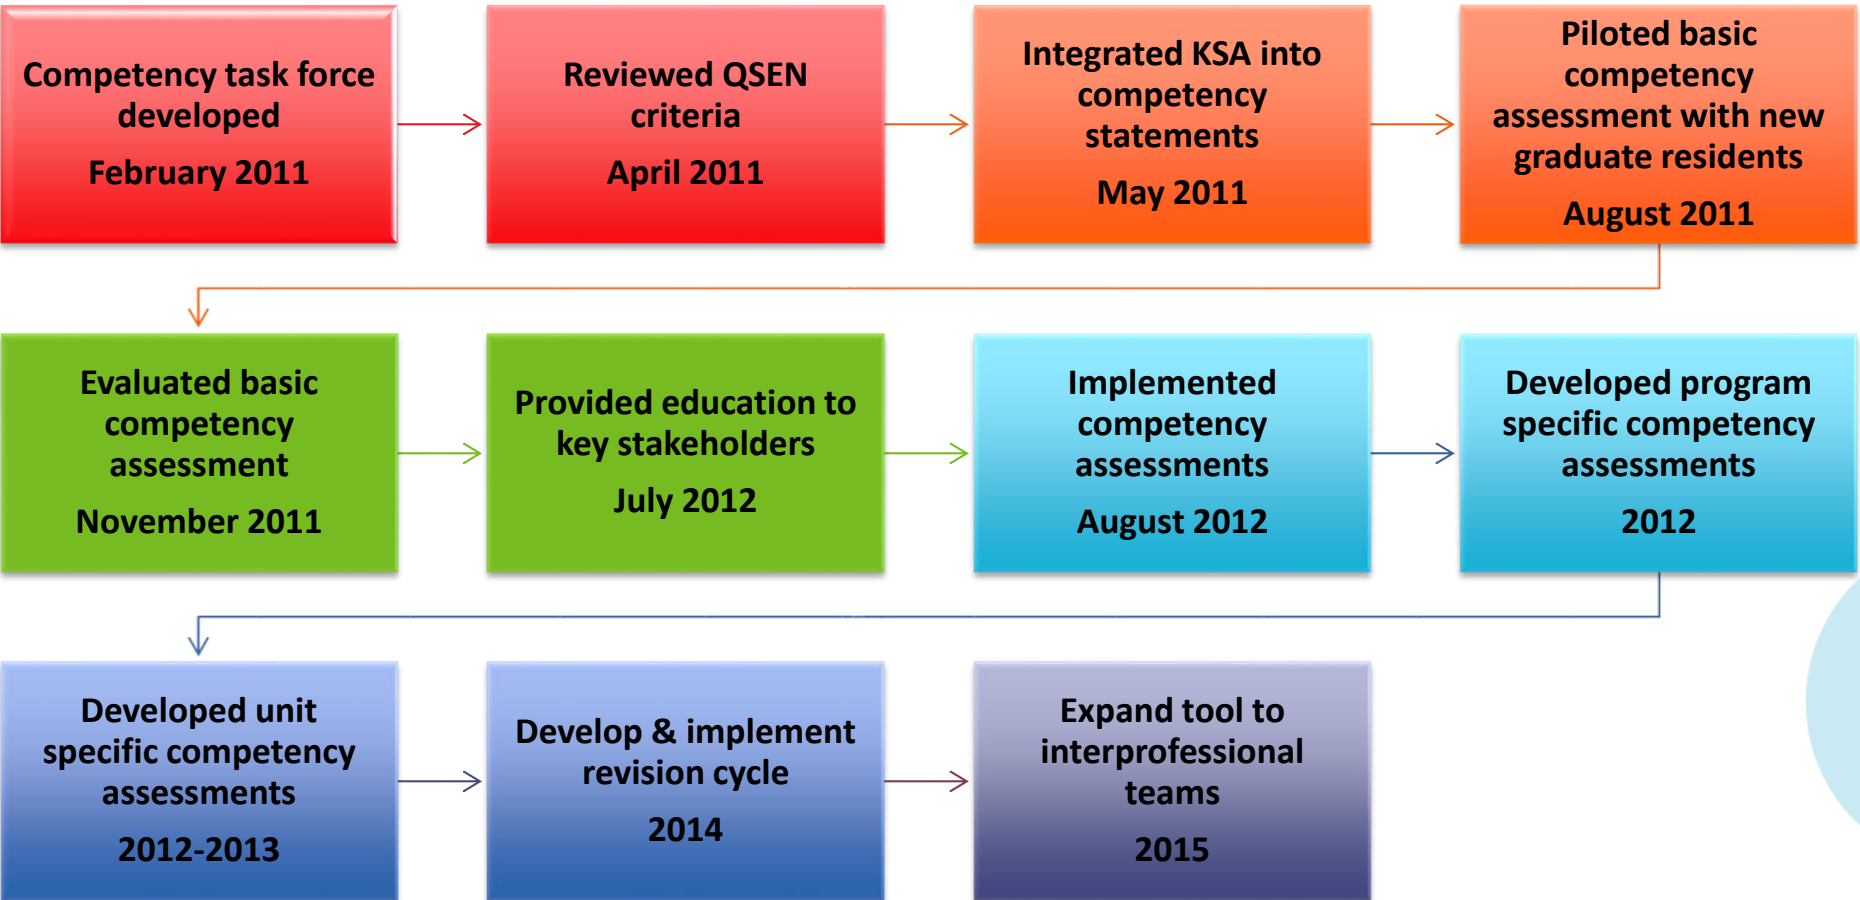 Competency task force
developed
February 2011
Reviewed QSEN
criteria
April 2011
Integrated KSA into
competency
statements
May 2011
Piloted basic
competency
assessment with new
graduate residents
August 2011
Evaluated basic
competency
assessment
November 2011
Provided education to
key stakeholders
July 2012
Implemented
competency
assessments
August 2012
Developed program
specific competency
assessments
2012
Developed unit
specific competency
assessments
2012-2013
Develop & implement
revision cycle
2014
Expand tool to
interprofessional
teams
2015